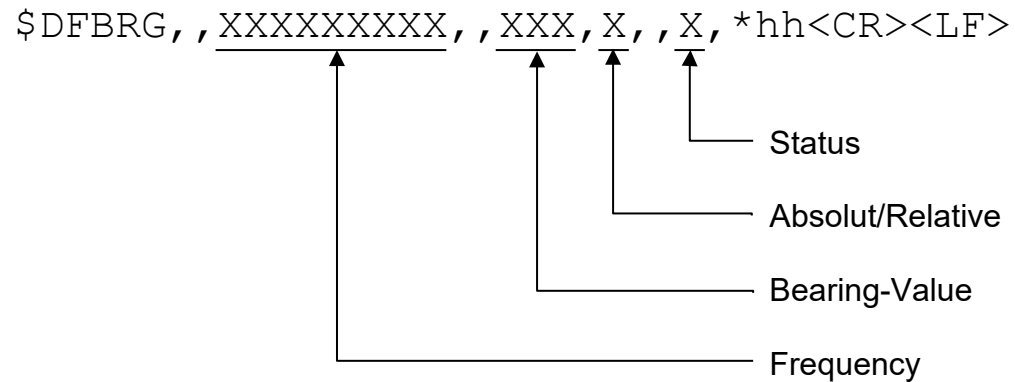 $DFBRG,,XXXXXXXXX,,XXX,X,,X,*hh<CR><LF>
Status
Absolut/Relative
Bearing-Value
Frequency